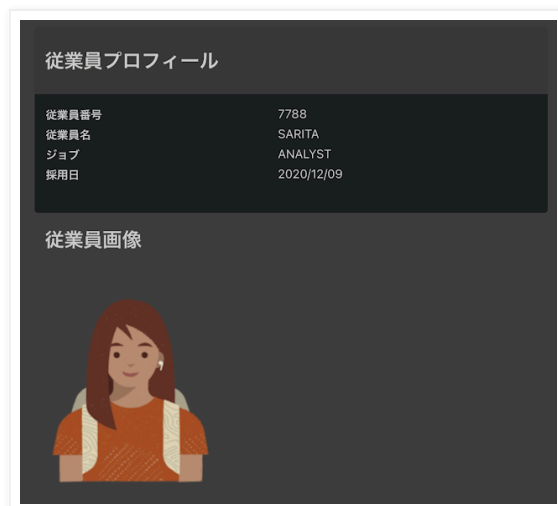 従業員プロフィール
従業員番号 7788
従業員名 SARITA
ジョブ ANALYST
採用日 2020/12/09
従業員画像